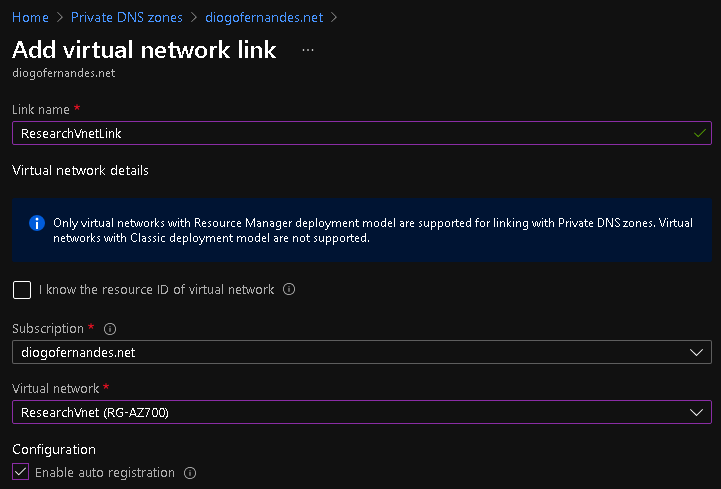 Home > Private DNS zones > diogofernandes.net >
Add virtual network link ...
diogofernandes.net
Link name *
ResearchVnetLink
Virtual network details
Only virtual networks with Resource Manager deployment model are supported for linking with Private DNS zones. Virtual
networks with Classic deployment model are not supported.
I know the resource ID of virtual network
Subscription *
diogofernandes.net
Virtual network *
ResearchVnet (RG-AZ700)
Configuration
Enable auto registration